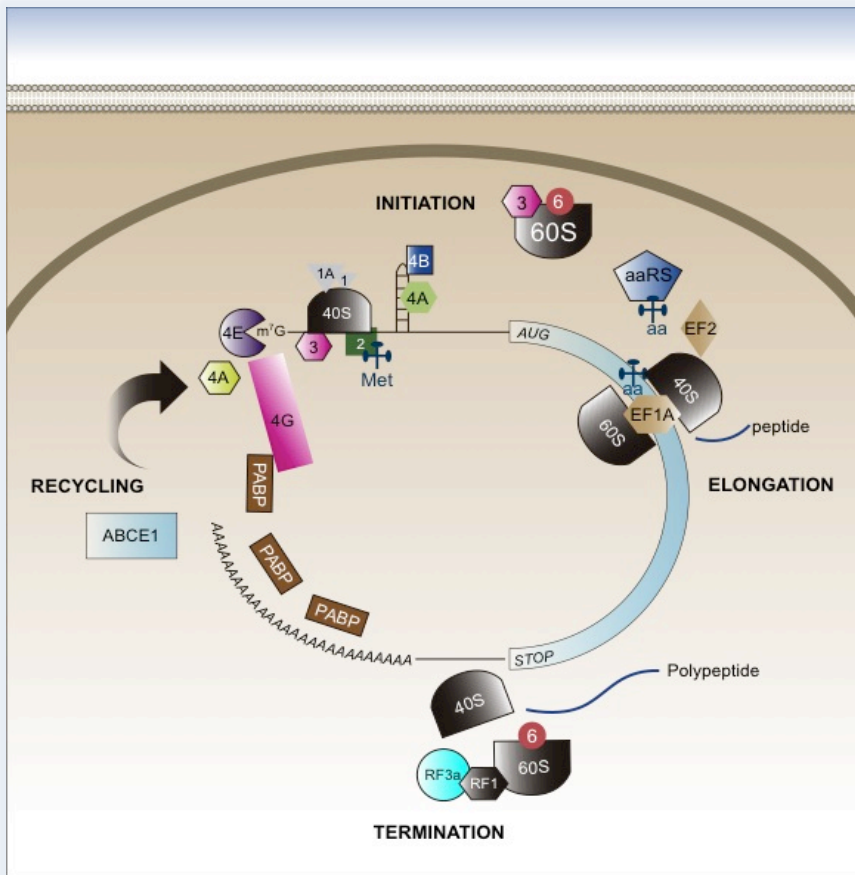 INITIATION
3
6
60S
1A
1
4B
40S
4A
aaRS
aa
4E
m⁷G
3
2
AUG
EF2
Met
4A
aa
40S
4G
60S
EF1A
peptide
RECYCLING
PABP
ELONGATION
ABCE1
AAAAAAAAAAAAAAAAAAAAAAAAAAAAA
PABP
PABP
STOP
Polypeptide
40S
6
RF3a
RF1
60S
TERMINATION